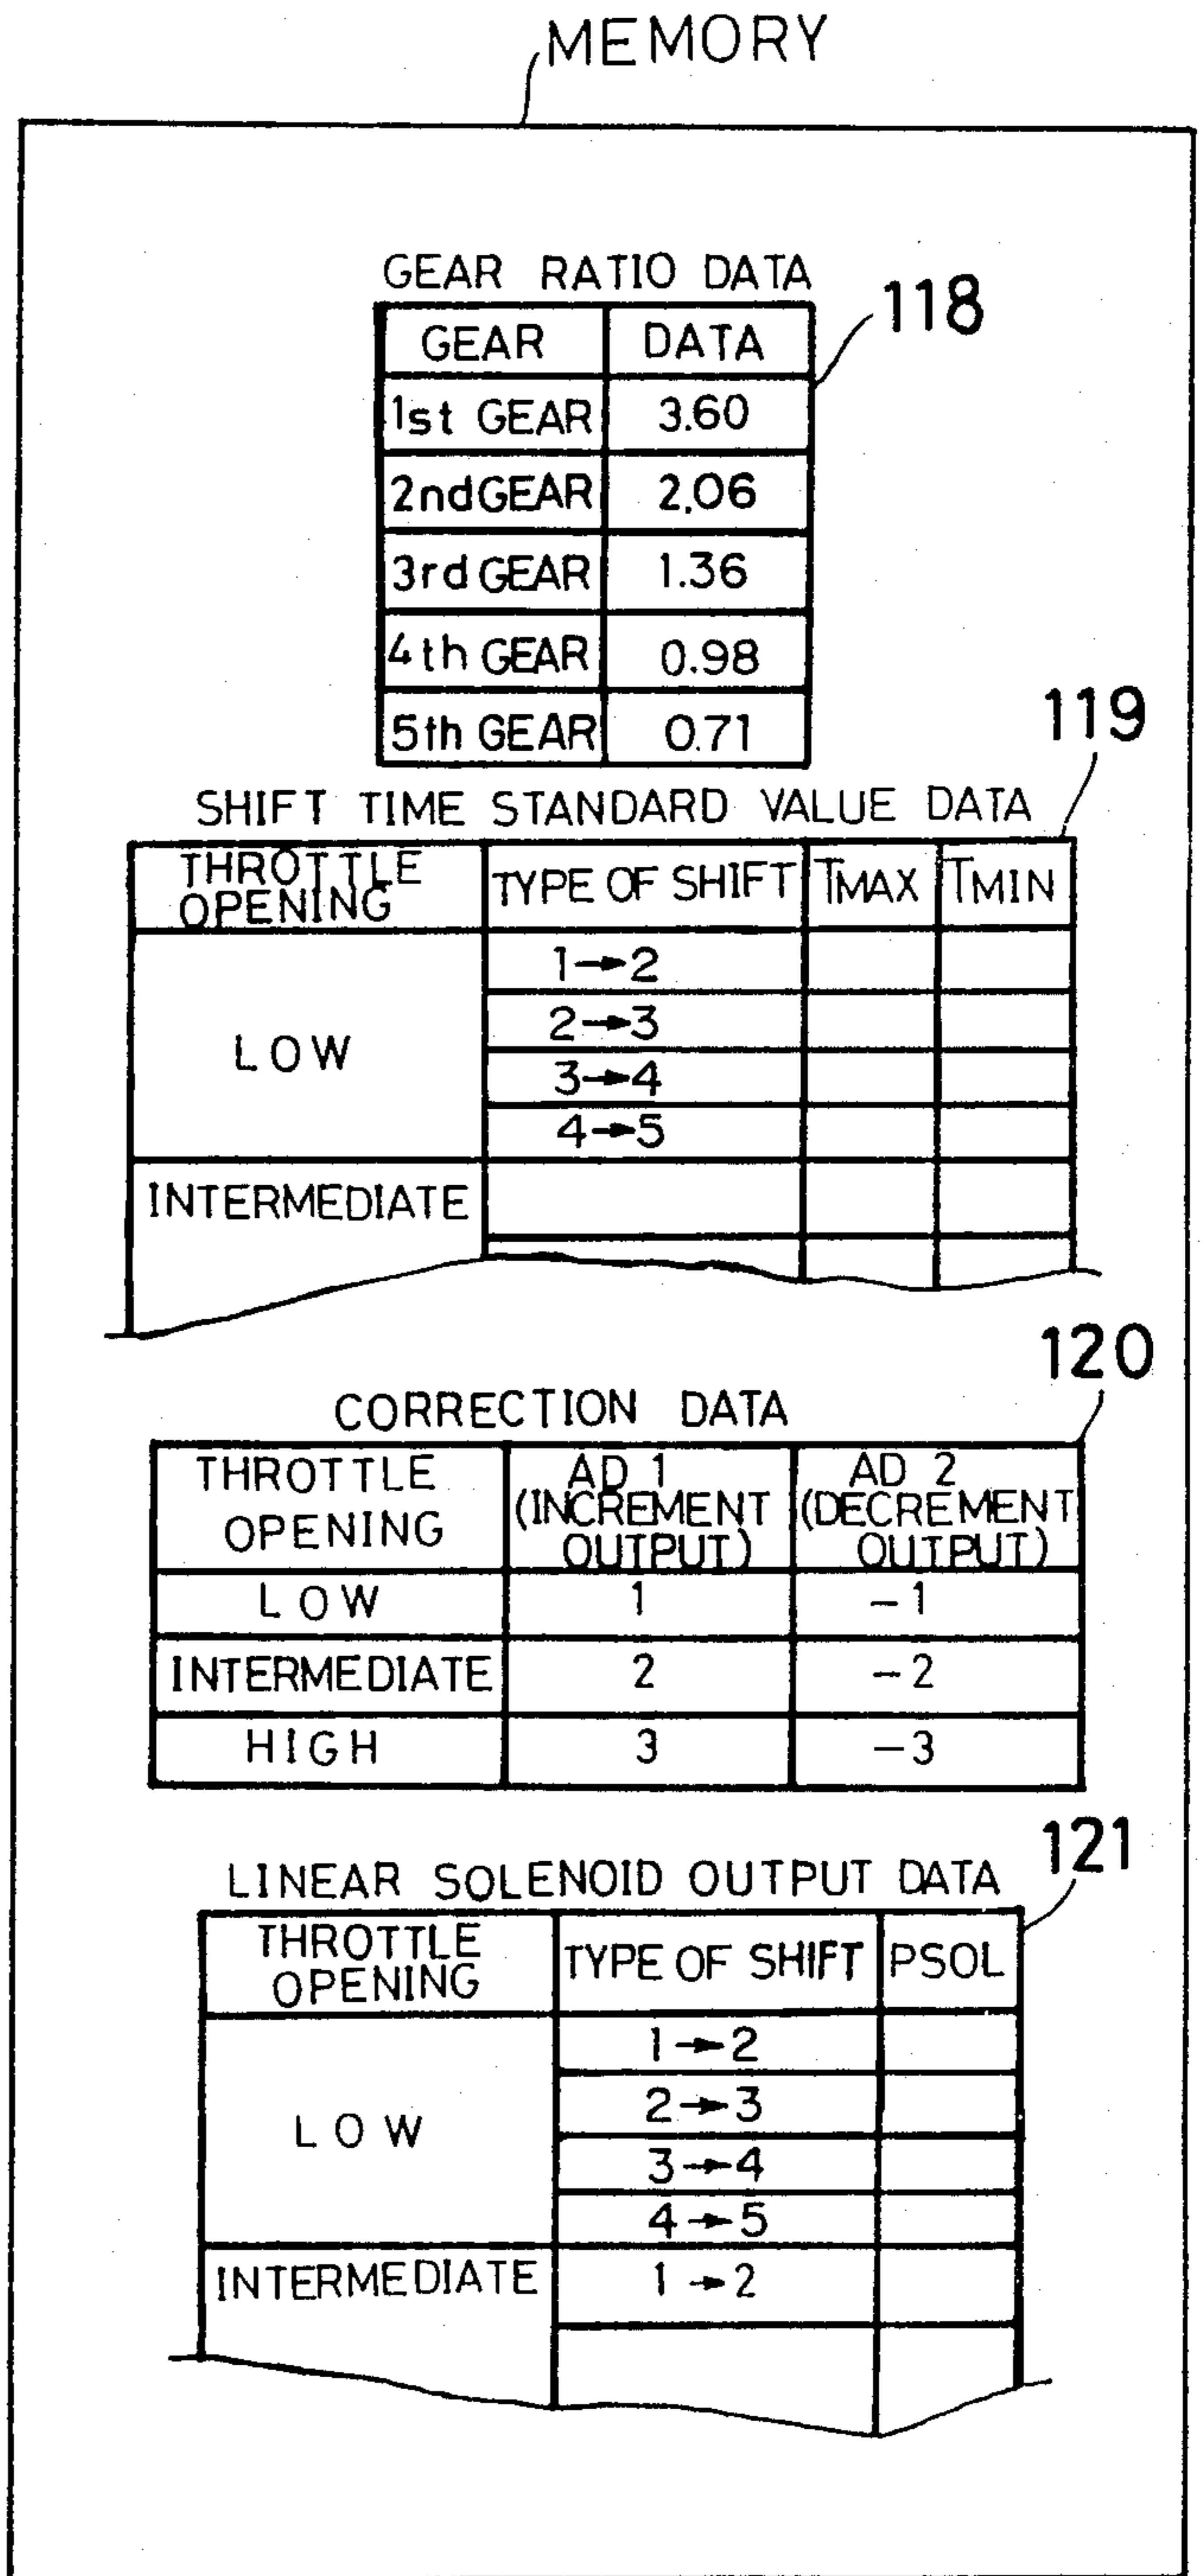 MEMORY
GEAR RATIO DATA
118
GEAR DATA
1st GEAR 3.60
2nd GEAR 2.06
3rd GEAR 1.36
4th GEAR 0.98
5th GEAR 0.71
119
SHIFT TIME STANDARD VALUE DATA
THROTTLE OPENING TYPE OF SHIFT TMAX TMIN
LOW
1→2
2→3
3→4
4→5
INTERMEDIATE
120
CORRECTION DATA
THROTTLE OPENING AD 1 (INCREMENT OUTPUT) AD 2 (DECREMENT OUTPUT)
LOW 1 -1
INTERMEDIATE 2 -2
HIGH 3 -3
121
LINEAR SOLENOID OUTPUT DATA
THROTTLE OPENING TYPE OF SHIFT PSOL
LOW
1→2
2→3
3→4
4→5
INTERMEDIATE 1→2